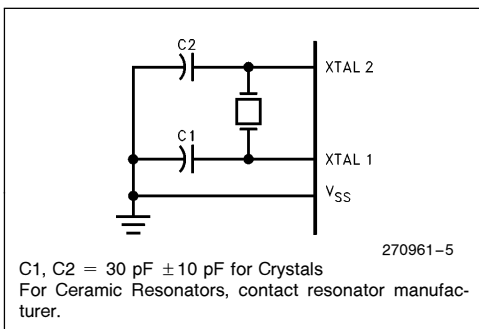 C2
XTAL 2
C1
XTAL 1
VSS
270961–5
C1, C2 = 30 pF ±10 pF for Crystals
For Ceramic Resonators, contact resonator manufac-
turer.